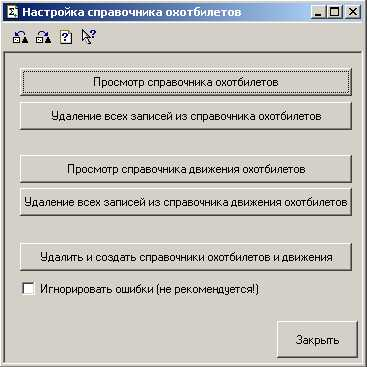 Настройка справочника охотбилетов
Просмотр справочника охотбилетов
Удаление всех записей из справочника охотбилетов
Просмотр справочника движения охотбилетов
Удаление всех записей из справочника движения охотбилетов
Удалить и создать справочники охотбилетов и движения
Игнорировать ошибки (не рекомендуется!)
Закрыть